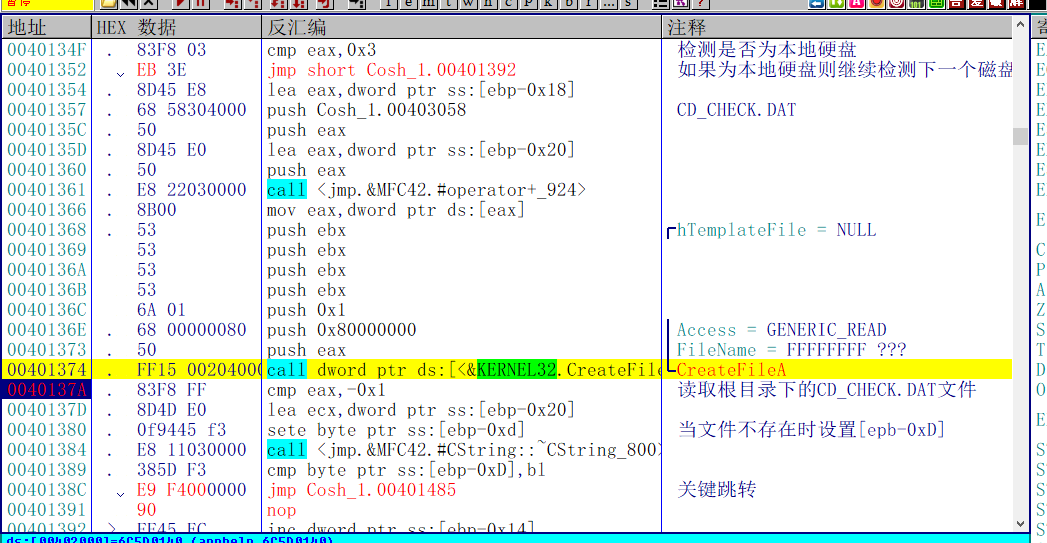 暂停
l e m t w h c p k b r ... s
地址 HEX 数据 反汇编 注释
0040134F . 83F8 03 cmp eax,0x3 检测是否为本地硬盘
00401352 . EB 3E jmp short Cosh_1.00401392 如果为本地硬盘则继续检测下一个磁盘
00401354 . 8D45 E8 lea eax,dword ptr ss:[ebp-0x18]
00401357 . 68 58304000 push Cosh_1.00403058 CD_CHECK.DAT
0040135C . 50 push eax
0040135D . 8D45 E0 lea eax,dword ptr ss:[ebp-0x20]
00401360 . 50 push eax
00401361 . E8 22030000 call <jmp.&MFC42.#operator+_924>
00401366 . 8B00 mov eax,dword ptr ds:[eax]
00401368 . 53 push ebx hTemplateFile = NULL
00401369 . 53 push ebx
0040136A . 53 push ebx
0040136B . 53 push ebx
0040136C . 6A 01 push 0x1
0040136E . 68 00000080 push 0x80000000 Access = GENERIC_READ
00401373 . 50 push eax FileName = FFFFFFFF ???
00401374 . FF15 00204000 call dword ptr ds:[<&KERNEL32.CreateFile CreateFileA
0040137A . 83F8 FF cmp eax,-0x1 读取根目录下的CD_CHECK.DAT文件
0040137D . 8D4D E0 lea ecx,dword ptr ss:[ebp-0x20]
00401380 . 0f9445 f3 sete byte ptr ss:[ebp-0xd] 当文件不存在时设置[epb-0xD]
00401384 . E8 11030000 call <jmp.&MFC42.#CString::~CString_800>
00401389 . 385D F3 cmp byte ptr ss:[ebp-0xD],bl
0040138C . E9 F4000000 jmp Cosh_1.00401485 关键跳转
00401391 90 nop
00401392 > FF45 EC inc dword ptr ss:[ebp-0x14]
ds:[00402000]=6C5D0140 (apphelp.6C5D0140)